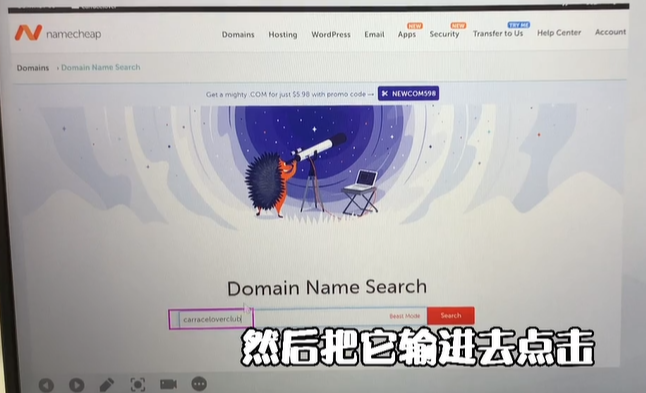 namecheap
Domains Hosting WordPress Email Apps NEW Security NEW Transfer to Us TRY ME Help Center Account
Domains › Domain Name Search
Get a mighty .COM for just $5.98 with promo code → NEWCOM598
Domain Name Search
carraceloverclub
Beast Mode
Search
然后把它输进去点击